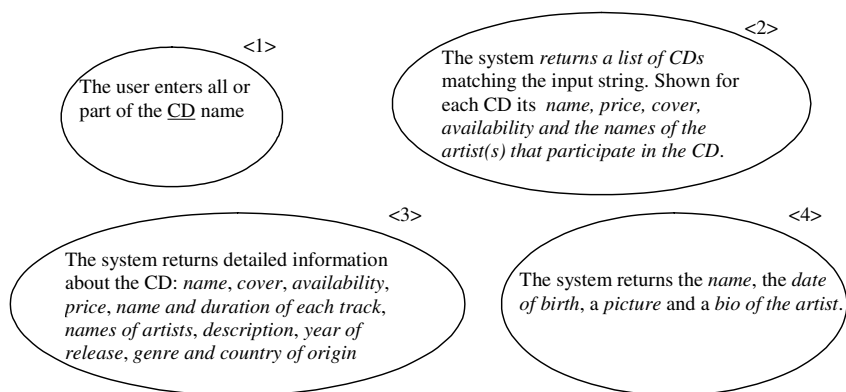 <1>
The user enters all or
part of the CD name
<2>
The system returns a list of CDs
matching the input string. Shown for
each CD its name, price, cover,
availability and the names of the
artist(s) that participate in the CD.
<3>
The system returns detailed information
about the CD: name, cover, availability,
price, name and duration of each track,
names of artists, description, year of
release, genre and country of origin
<4>
The system returns the name, the date
of birth, a picture and a bio of the artist.